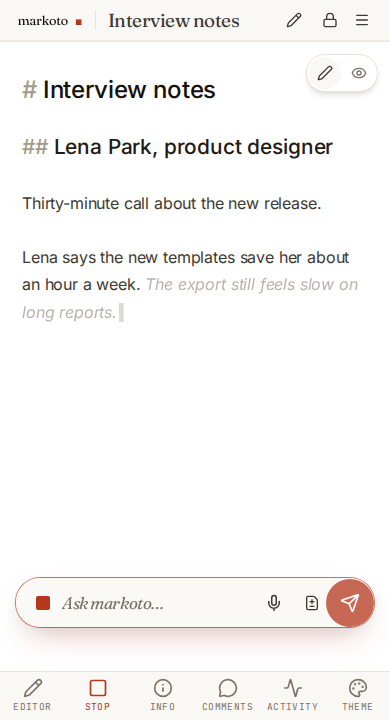 markoto
Interview notes
# Interview notes
## Lena Park, product designer
Thirty-minute call about the new release.
Lena says the new templates save her about
an hour a week. The export still feels slow on
long reports.
Ask markoto...
EDITOR STOP INFO COMMENTS ACTIVITY THEME